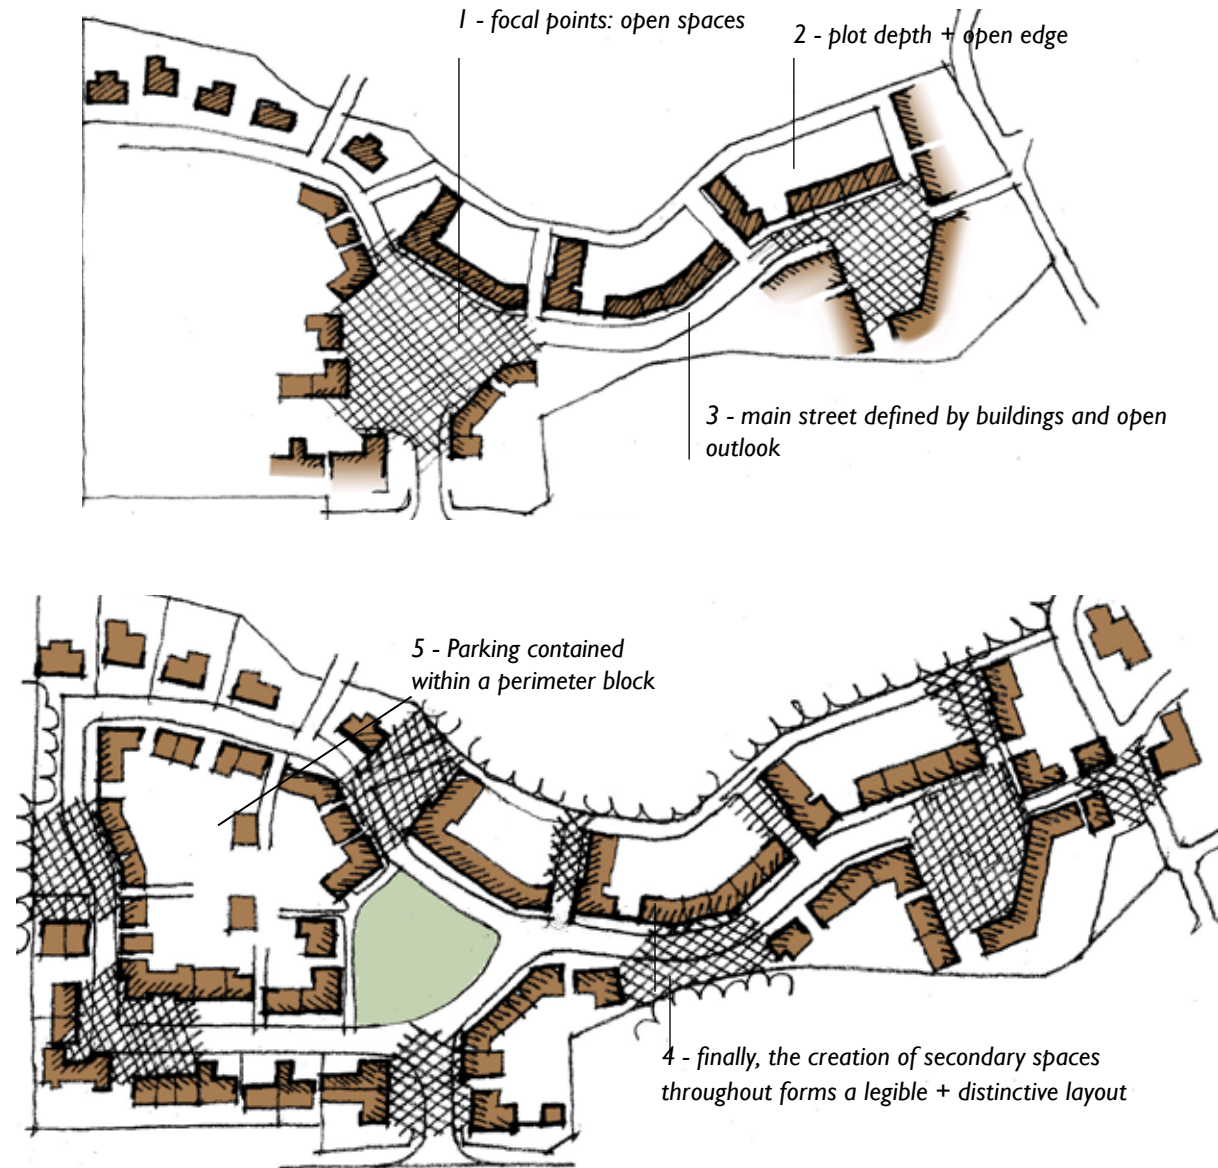 1 - focal points: open spaces
2 - plot depth + open edge
3 - main street defined by buildings and open
outlook
5 - Parking contained
within a perimeter block
4 - finally, the creation of secondary spaces
throughout forms a legible + distinctive layout